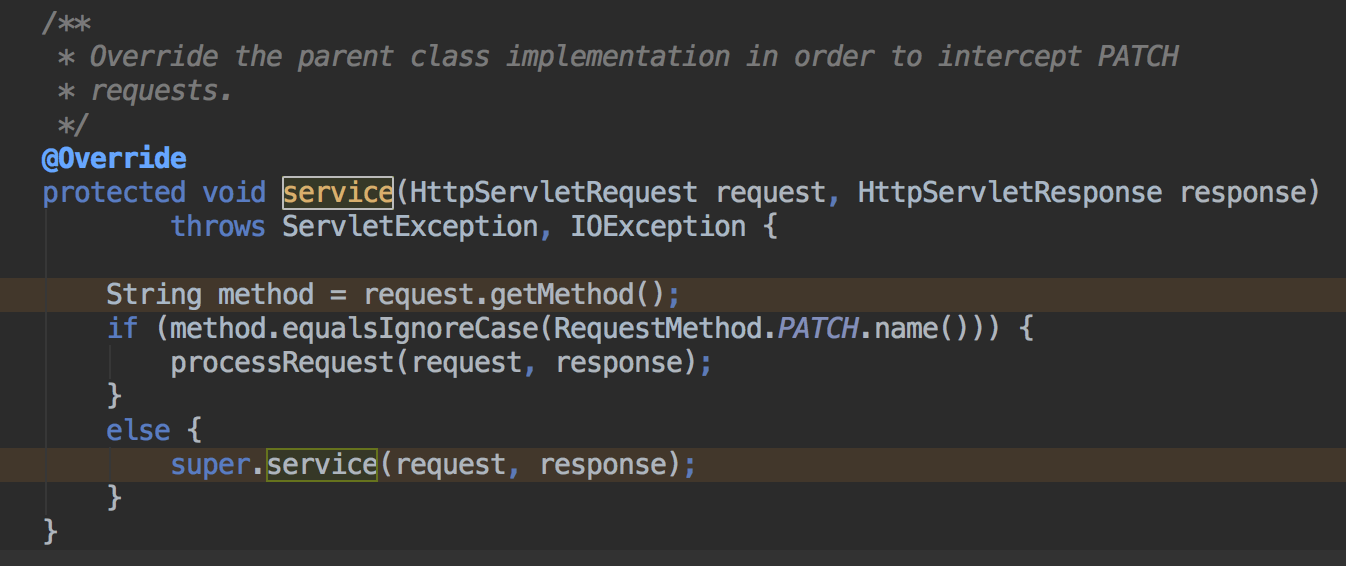 /**
 * Override the parent class implementation in order to intercept PATCH
 * requests.
 */
@Override
protected void service(HttpServletRequest request, HttpServletResponse response)
        throws ServletException, IOException {

    String method = request.getMethod();
    if (method.equalsIgnoreCase(RequestMethod.PATCH.name())) {
        processRequest(request, response);
    }
    else {
        super.service(request, response);
    }
}